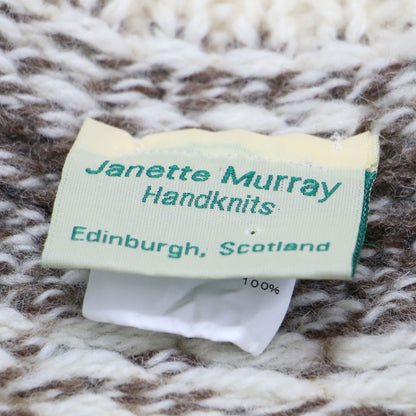 Janette Murray
Handknits
Edinburgh, Scotland
100%